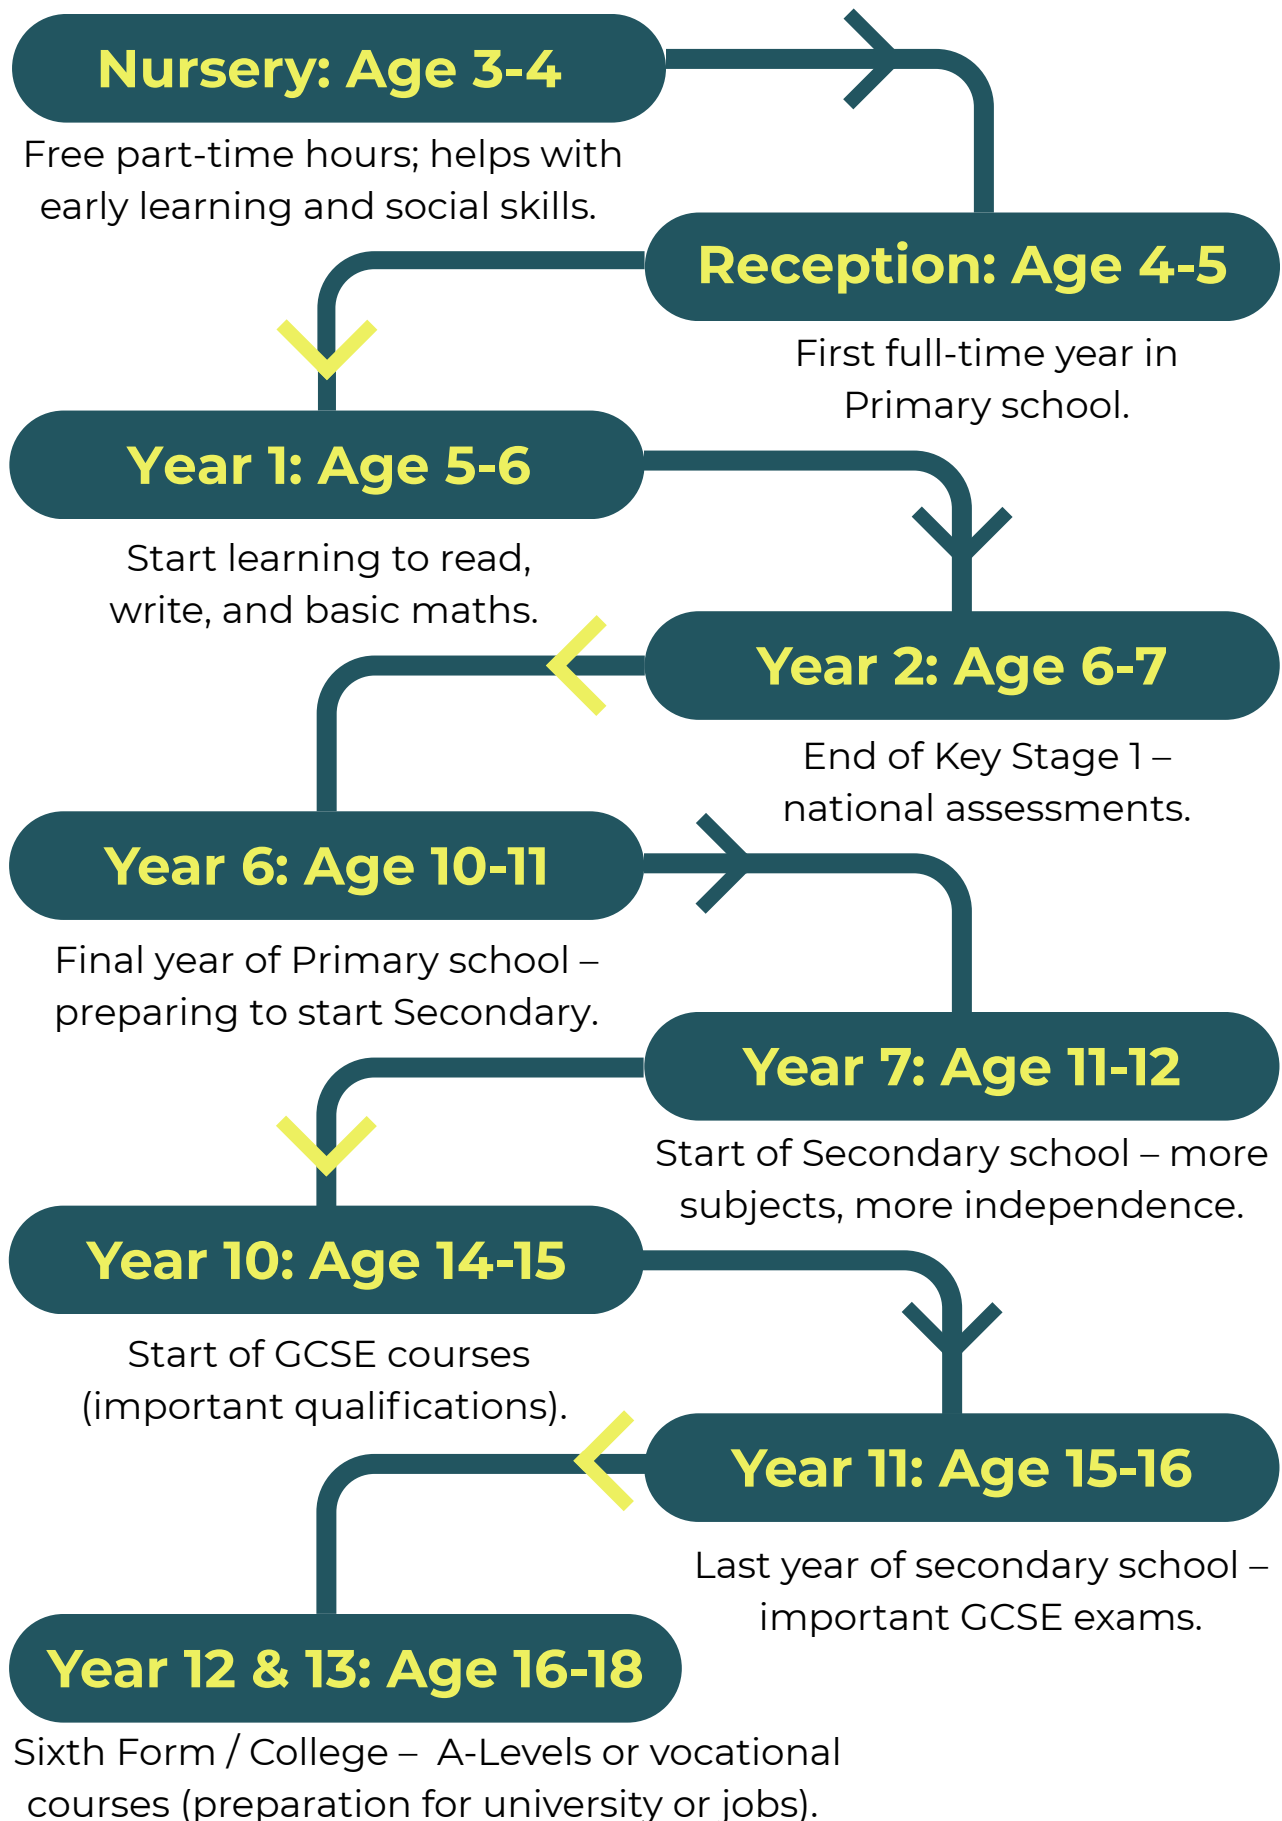 Nursery: Age 3-4
Free part-time hours; helps with
early learning and social skills.
Reception: Age 4-5
First full-time year in
Primary school.
Year 1: Age 5-6
Start learning to read,
write, and basic maths.
Year 2: Age 6-7
End of Key Stage 1 –
national assessments.
Year 6: Age 10-11
Final year of Primary school –
preparing to start Secondary.
Year 7: Age 11-12
Start of Secondary school – more
subjects, more independence.
Year 10: Age 14-15
Start of GCSE courses
(important qualifications).
Year 11: Age 15-16
Last year of secondary school –
important GCSE exams.
Year 12 & 13: Age 16-18
Sixth Form / College – A-Levels or vocational
courses (preparation for university or jobs).